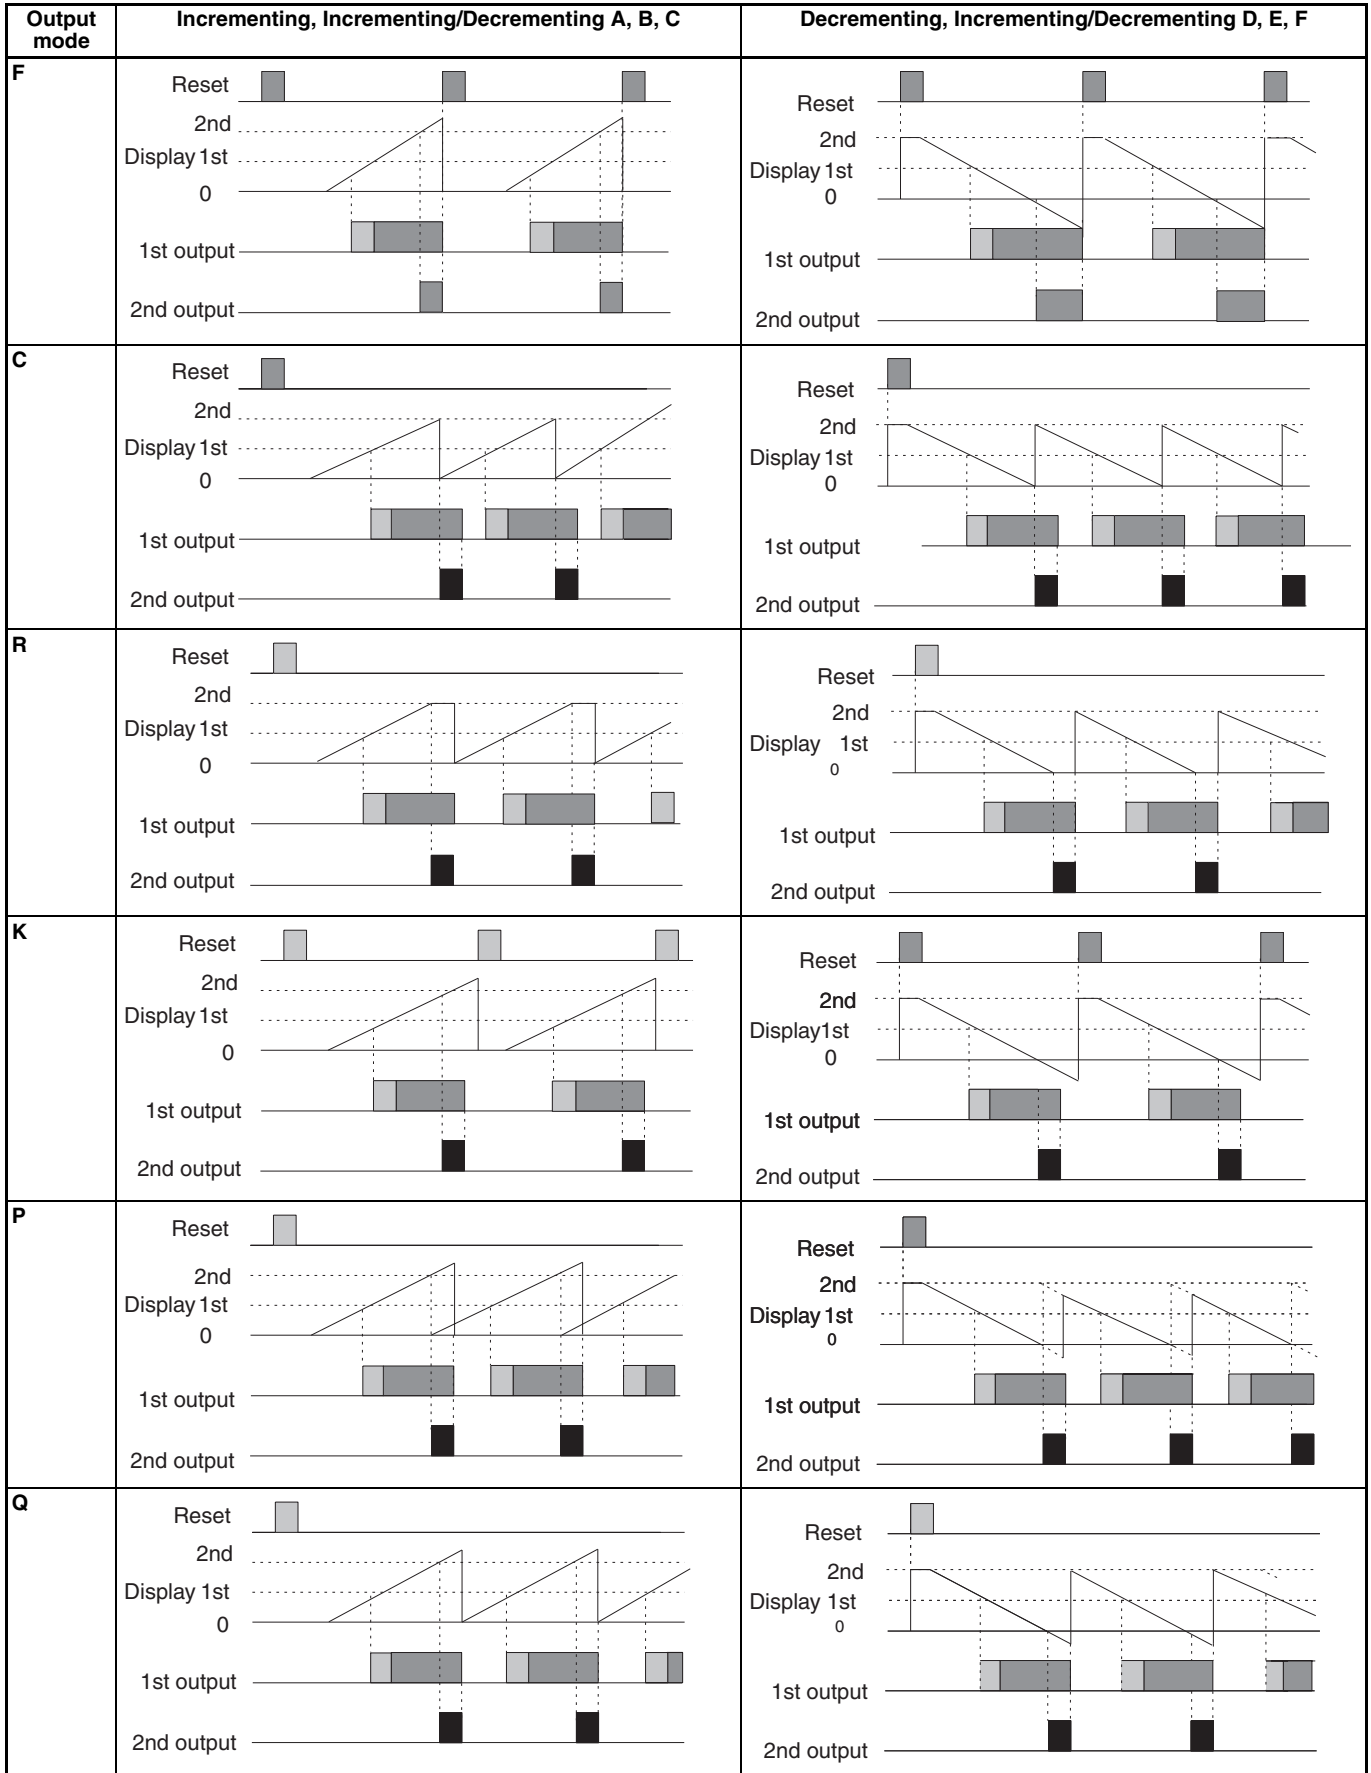 Output mode
Incrementing, Incrementing/Decrementing A, B, C
Decrementing, Incrementing/Decrementing D, E, F
F
Reset
2nd
Display 1st
0
1st output
2nd output
Reset
2nd
Display 1st
0
1st output
2nd output
C
Reset
2nd
Display 1st
0
1st output
2nd output
Reset
2nd
Display 1st
0
1st output
2nd output
R
Reset
2nd
Display 1st
0
1st output
2nd output
Reset
2nd
Display 1st
0
1st output
2nd output
K
Reset
2nd
Display 1st
0
1st output
2nd output
Reset
2nd
Display1st
0
1st output
2nd output
P
Reset
2nd
Display 1st
0
1st output
2nd output
Reset
2nd
Display 1st
0
1st output
2nd output
Q
Reset
2nd
Display 1st
0
1st output
2nd output
Reset
2nd
Display 1st
0
1st output
2nd output